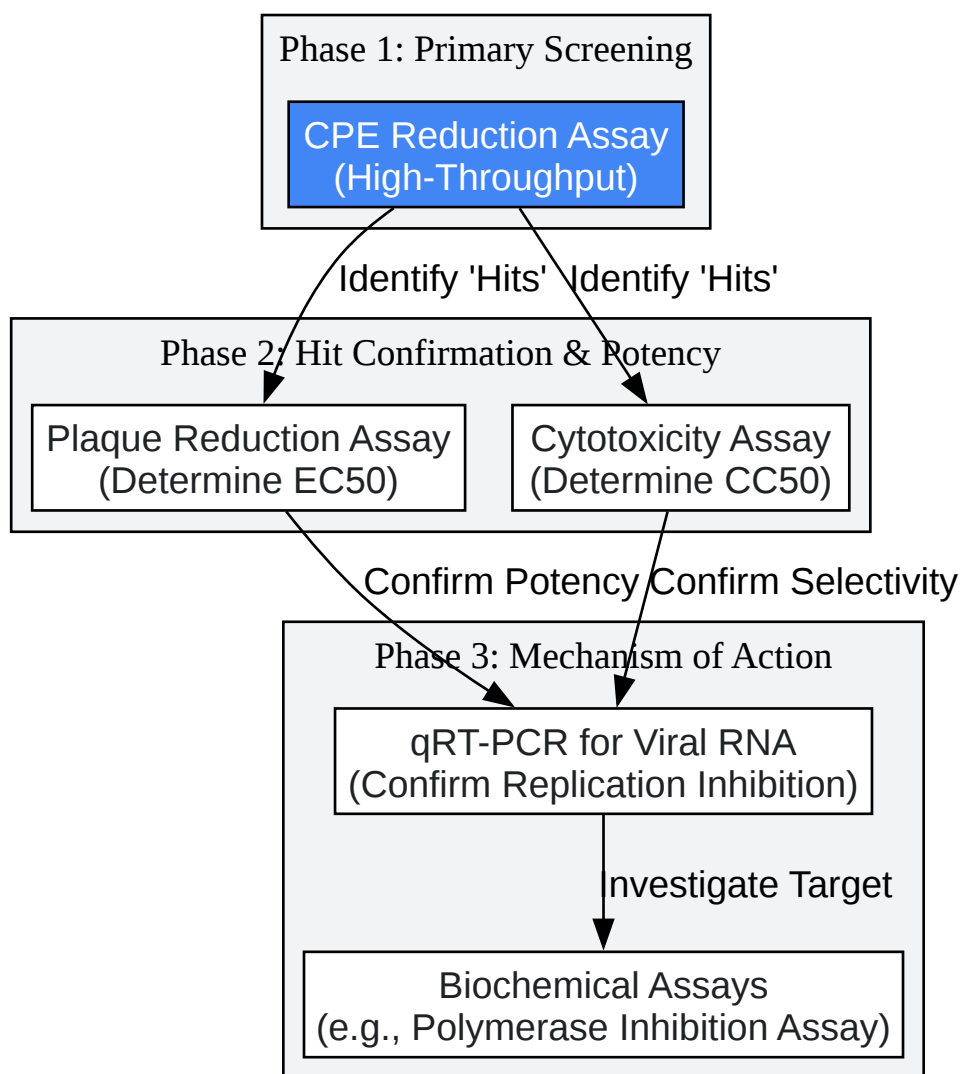 Phase 1: Primary Screening
CPE Reduction Assay
(High-Throughput)
Identify 'Hits'
Identify 'Hits'
Phase 2: Hit Confirmation & Potency
Plaque Reduction Assay
(Determine EC50)
Cytotoxicity Assay
(Determine CC50)
Confirm Potency
Confirm Selectivity
Phase 3: Mechanism of Action
qRT-PCR for Viral RNA
(Confirm Replication Inhibition)
Investigate Target
Biochemical Assays
(e.g., Polymerase Inhibition Assay)